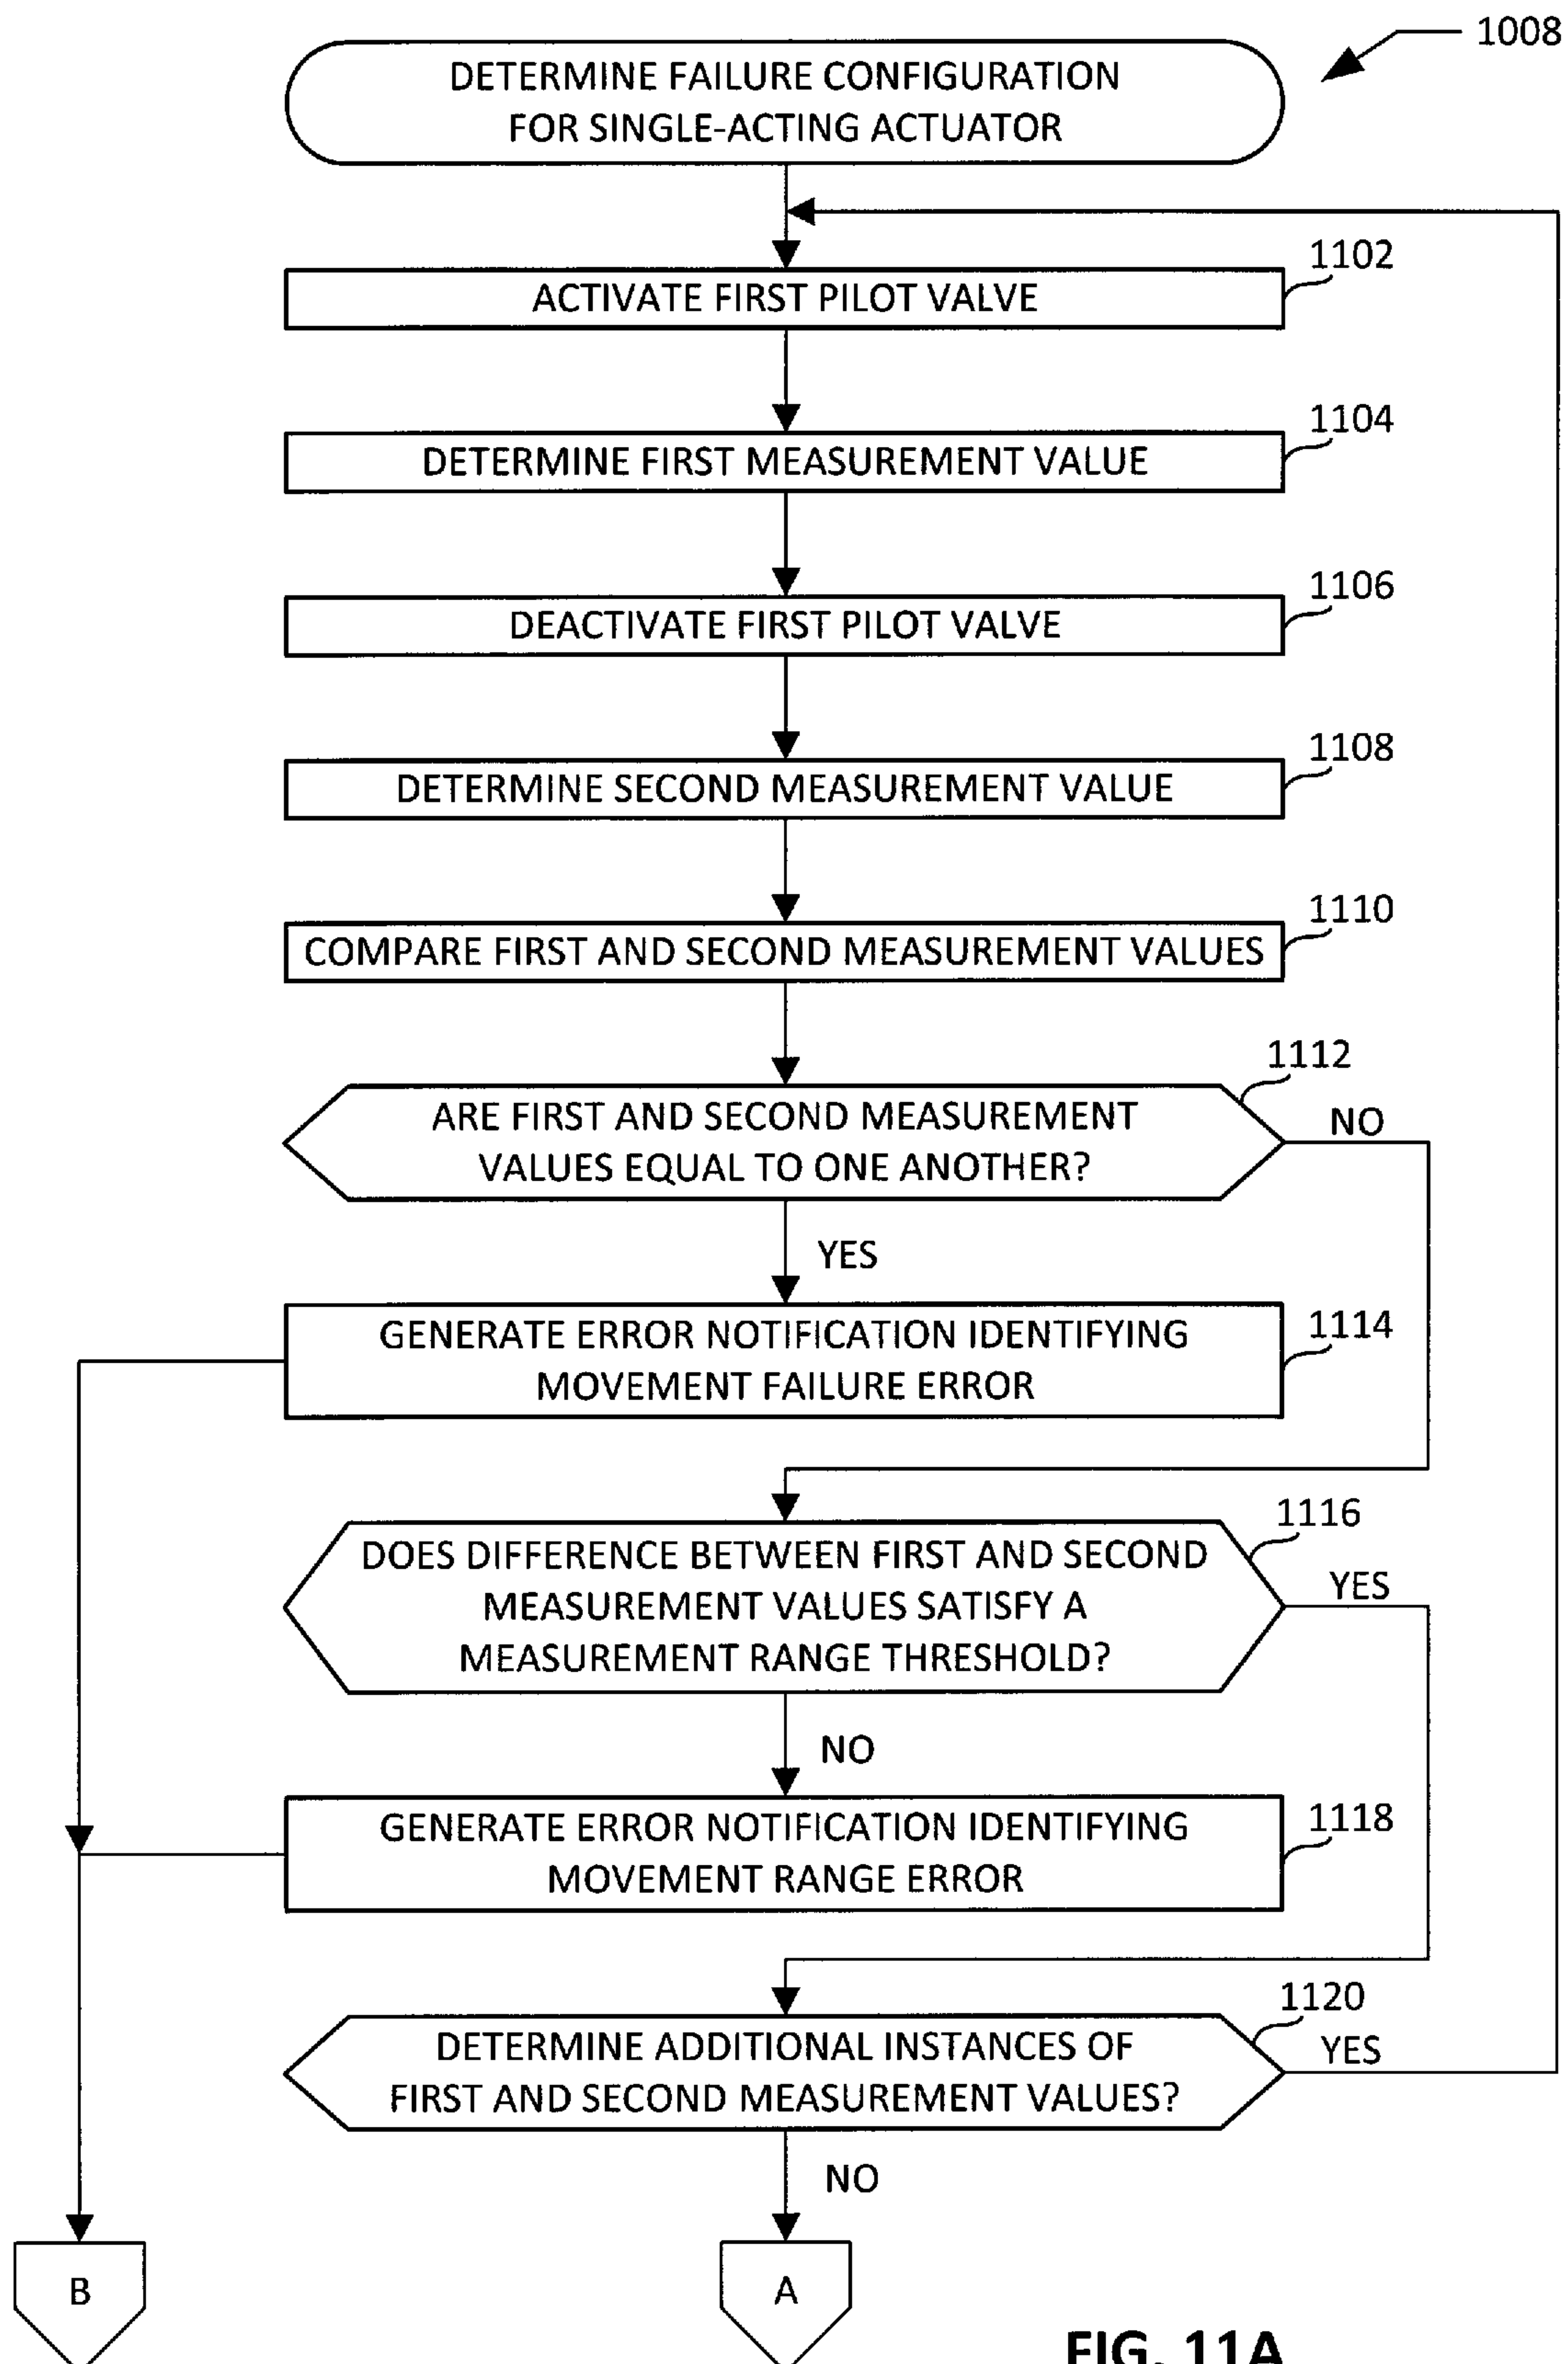 1008
DETERMINE FAILURE CONFIGURATION
FOR SINGLE-ACTING ACTUATOR
1102
ACTIVATE FIRST PILOT VALVE
1104
DETERMINE FIRST MEASUREMENT VALUE
1106
DEACTIVATE FIRST PILOT VALVE
1108
DETERMINE SECOND MEASUREMENT VALUE
1110
COMPARE FIRST AND SECOND MEASUREMENT VALUES
1112
ARE FIRST AND SECOND MEASUREMENT
VALUES EQUAL TO ONE ANOTHER?
NO
YES
1114
GENERATE ERROR NOTIFICATION IDENTIFYING
MOVEMENT FAILURE ERROR
1116
DOES DIFFERENCE BETWEEN FIRST AND SECOND
MEASUREMENT VALUES SATISFY A
MEASUREMENT RANGE THRESHOLD?
YES
NO
1118
GENERATE ERROR NOTIFICATION IDENTIFYING
MOVEMENT RANGE ERROR
1120
DETERMINE ADDITIONAL INSTANCES OF
FIRST AND SECOND MEASUREMENT VALUES?
YES
NO
B
A
FIG. 11A